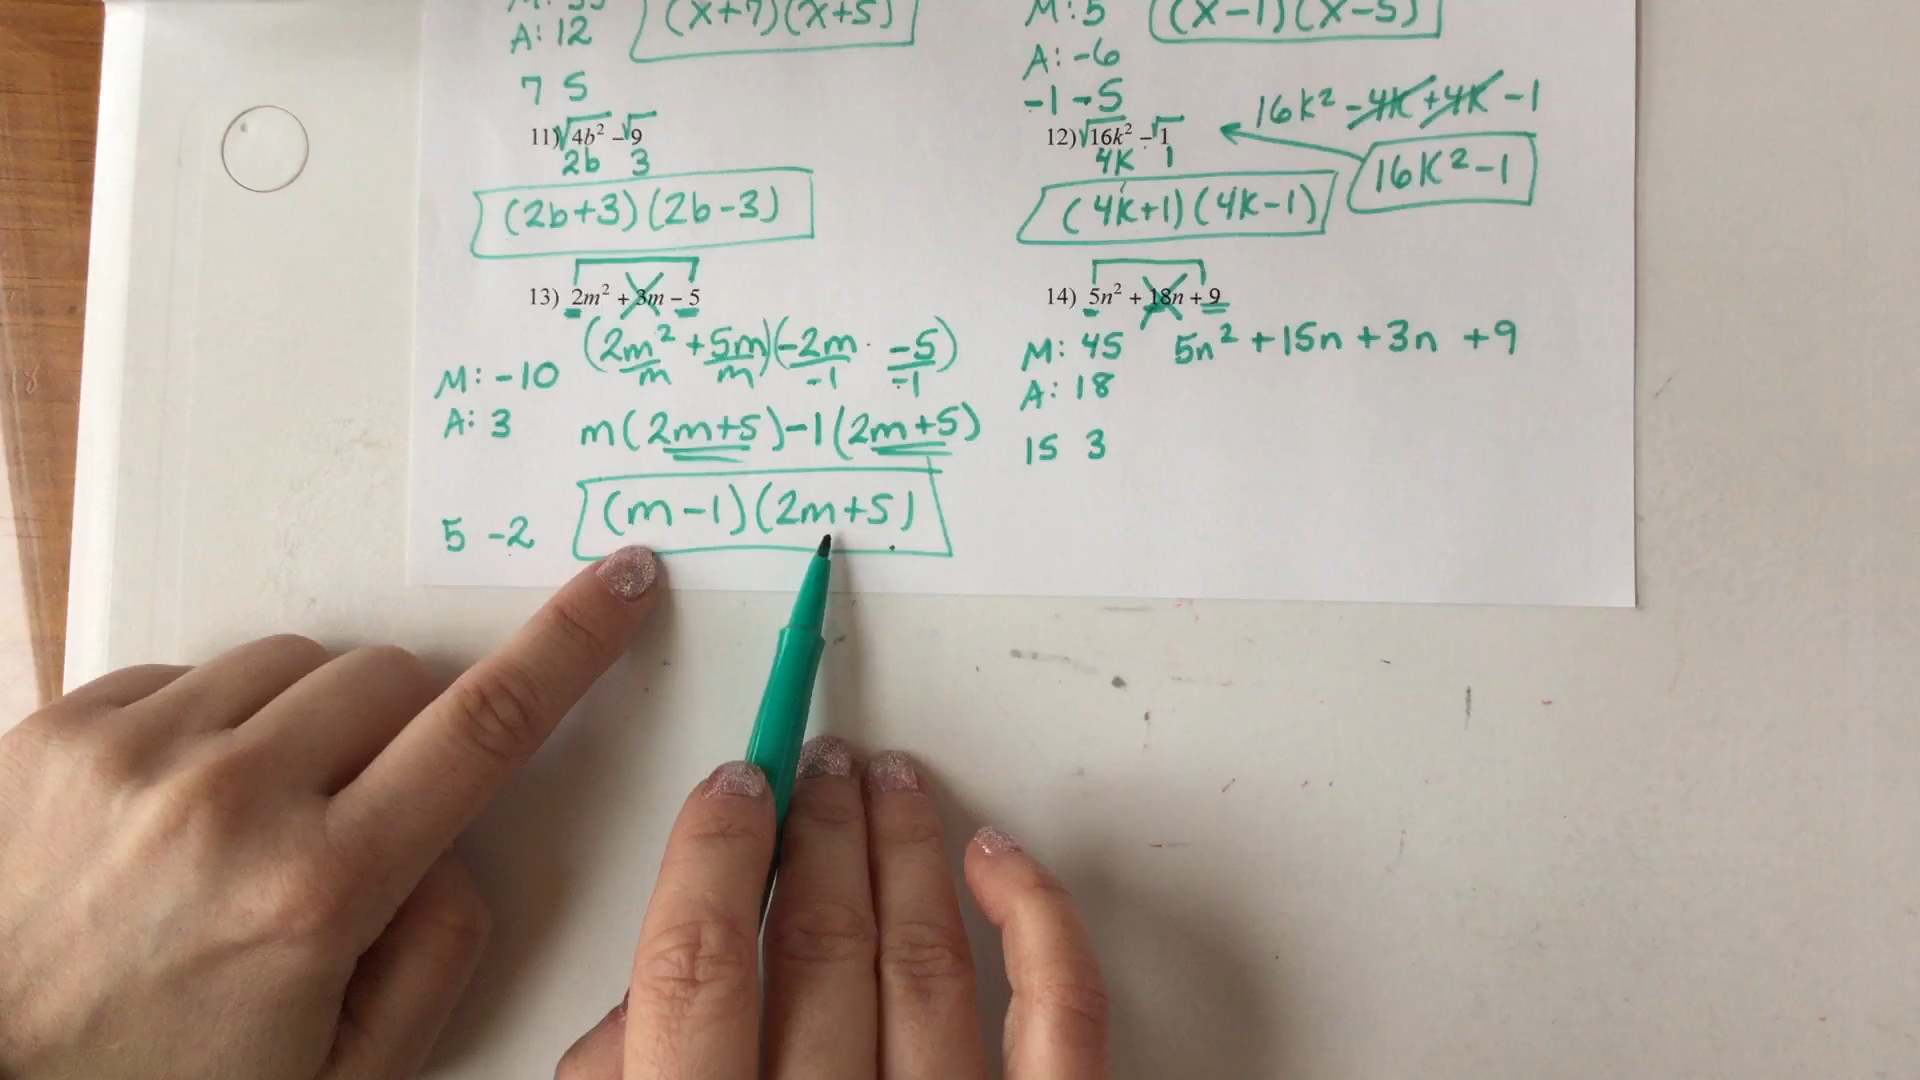 A: 12
(x+7)(x+5)
7 5
11) √4b² - √9
2b 3
(2b+3)(2b-3)
13) 2m² + 3m - 5
(2m² + 5m)(-2m -5)
m m -1 -1
M: -10
A: 3
m(2m+5)-1(2m+5)
(m-1)(2m+5)
5 -2
M: 5
(x-1)(x-5)
A: -6
-1 -5
16k² -4k+4k -1
12) √16k² - √1
4k 1
16k²-1
(4k+1)(4k-1)
14) 5n² + 18n + 9
M: 45
5n² + 15n + 3n + 9
A: 18
15 3